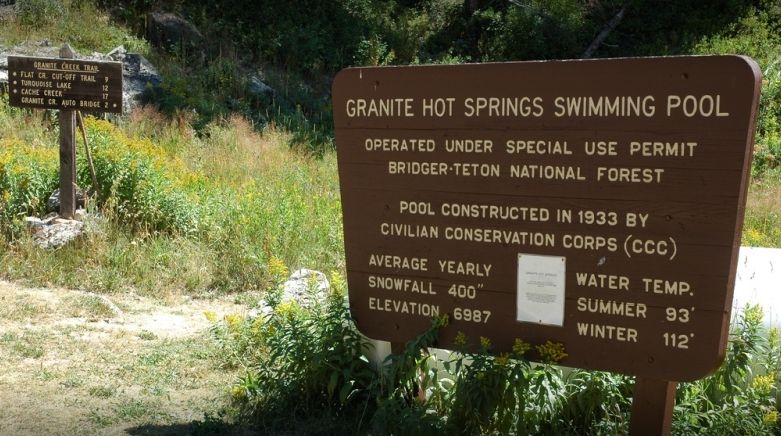 GRANITE CREEK TRAIL
FLAT CR. CUT-OFF TRAIL 9
TURQUOISE LAKE 12
CACHE CREEK 17
GRANITE CR. AUTO BRIDGE 2
GRANITE HOT SPRINGS SWIMMING POOL
OPERATED UNDER SPECIAL USE PERMIT
BRIDGER-TETON NATIONAL FOREST
POOL CONSTRUCTED IN 1933 BY
CIVILIAN CONSERVATION CORPS (CCC)
AVERAGE YEARLY
SNOWFALL 400"
ELEVATION 6987
WATER TEMP.
SUMMER 93°
WINTER 112°